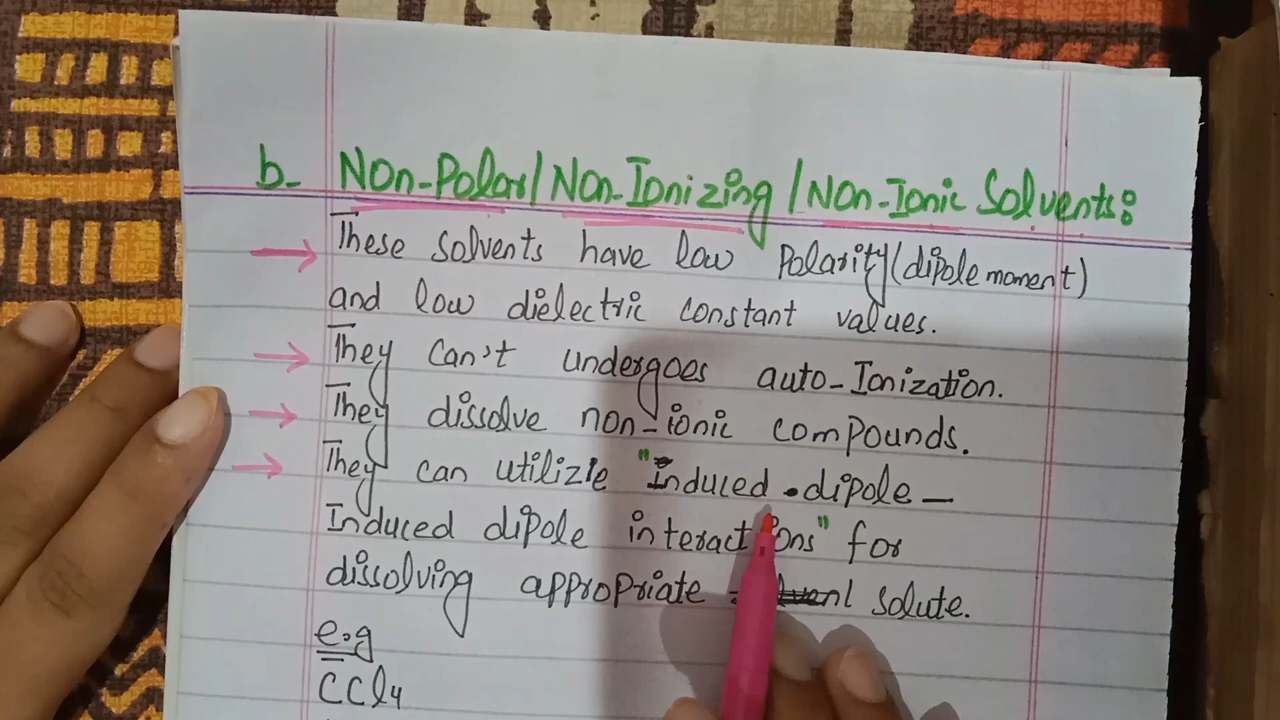 b- Non-Polar/Non-Ionizing/Non-Ionic Solvents:
These solvents have low Polarity(dipole moment)
and low dielectric constant values.
They can't undergoes auto-Ionization.
They dissolve non-ionic compounds.
They can utilizie "Induced-dipole-
Induced dipole interactions" for
dissolving appropriate solute.
e.g
CCl4